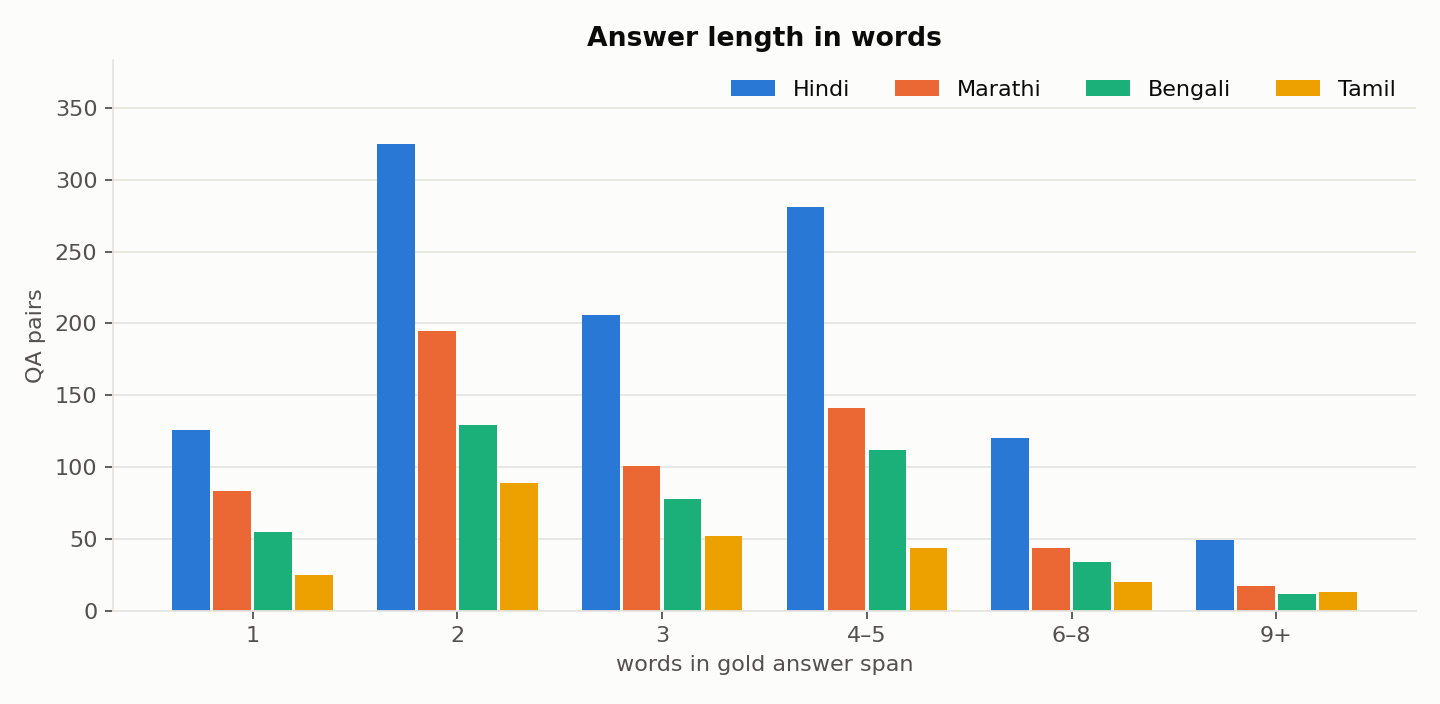 Answer length in words
Hindi Marathi Bengali Tamil
350
300
250
200
150
100
50
0
QA pairs
1 2 3 4–5 6–8 9+
words in gold answer span